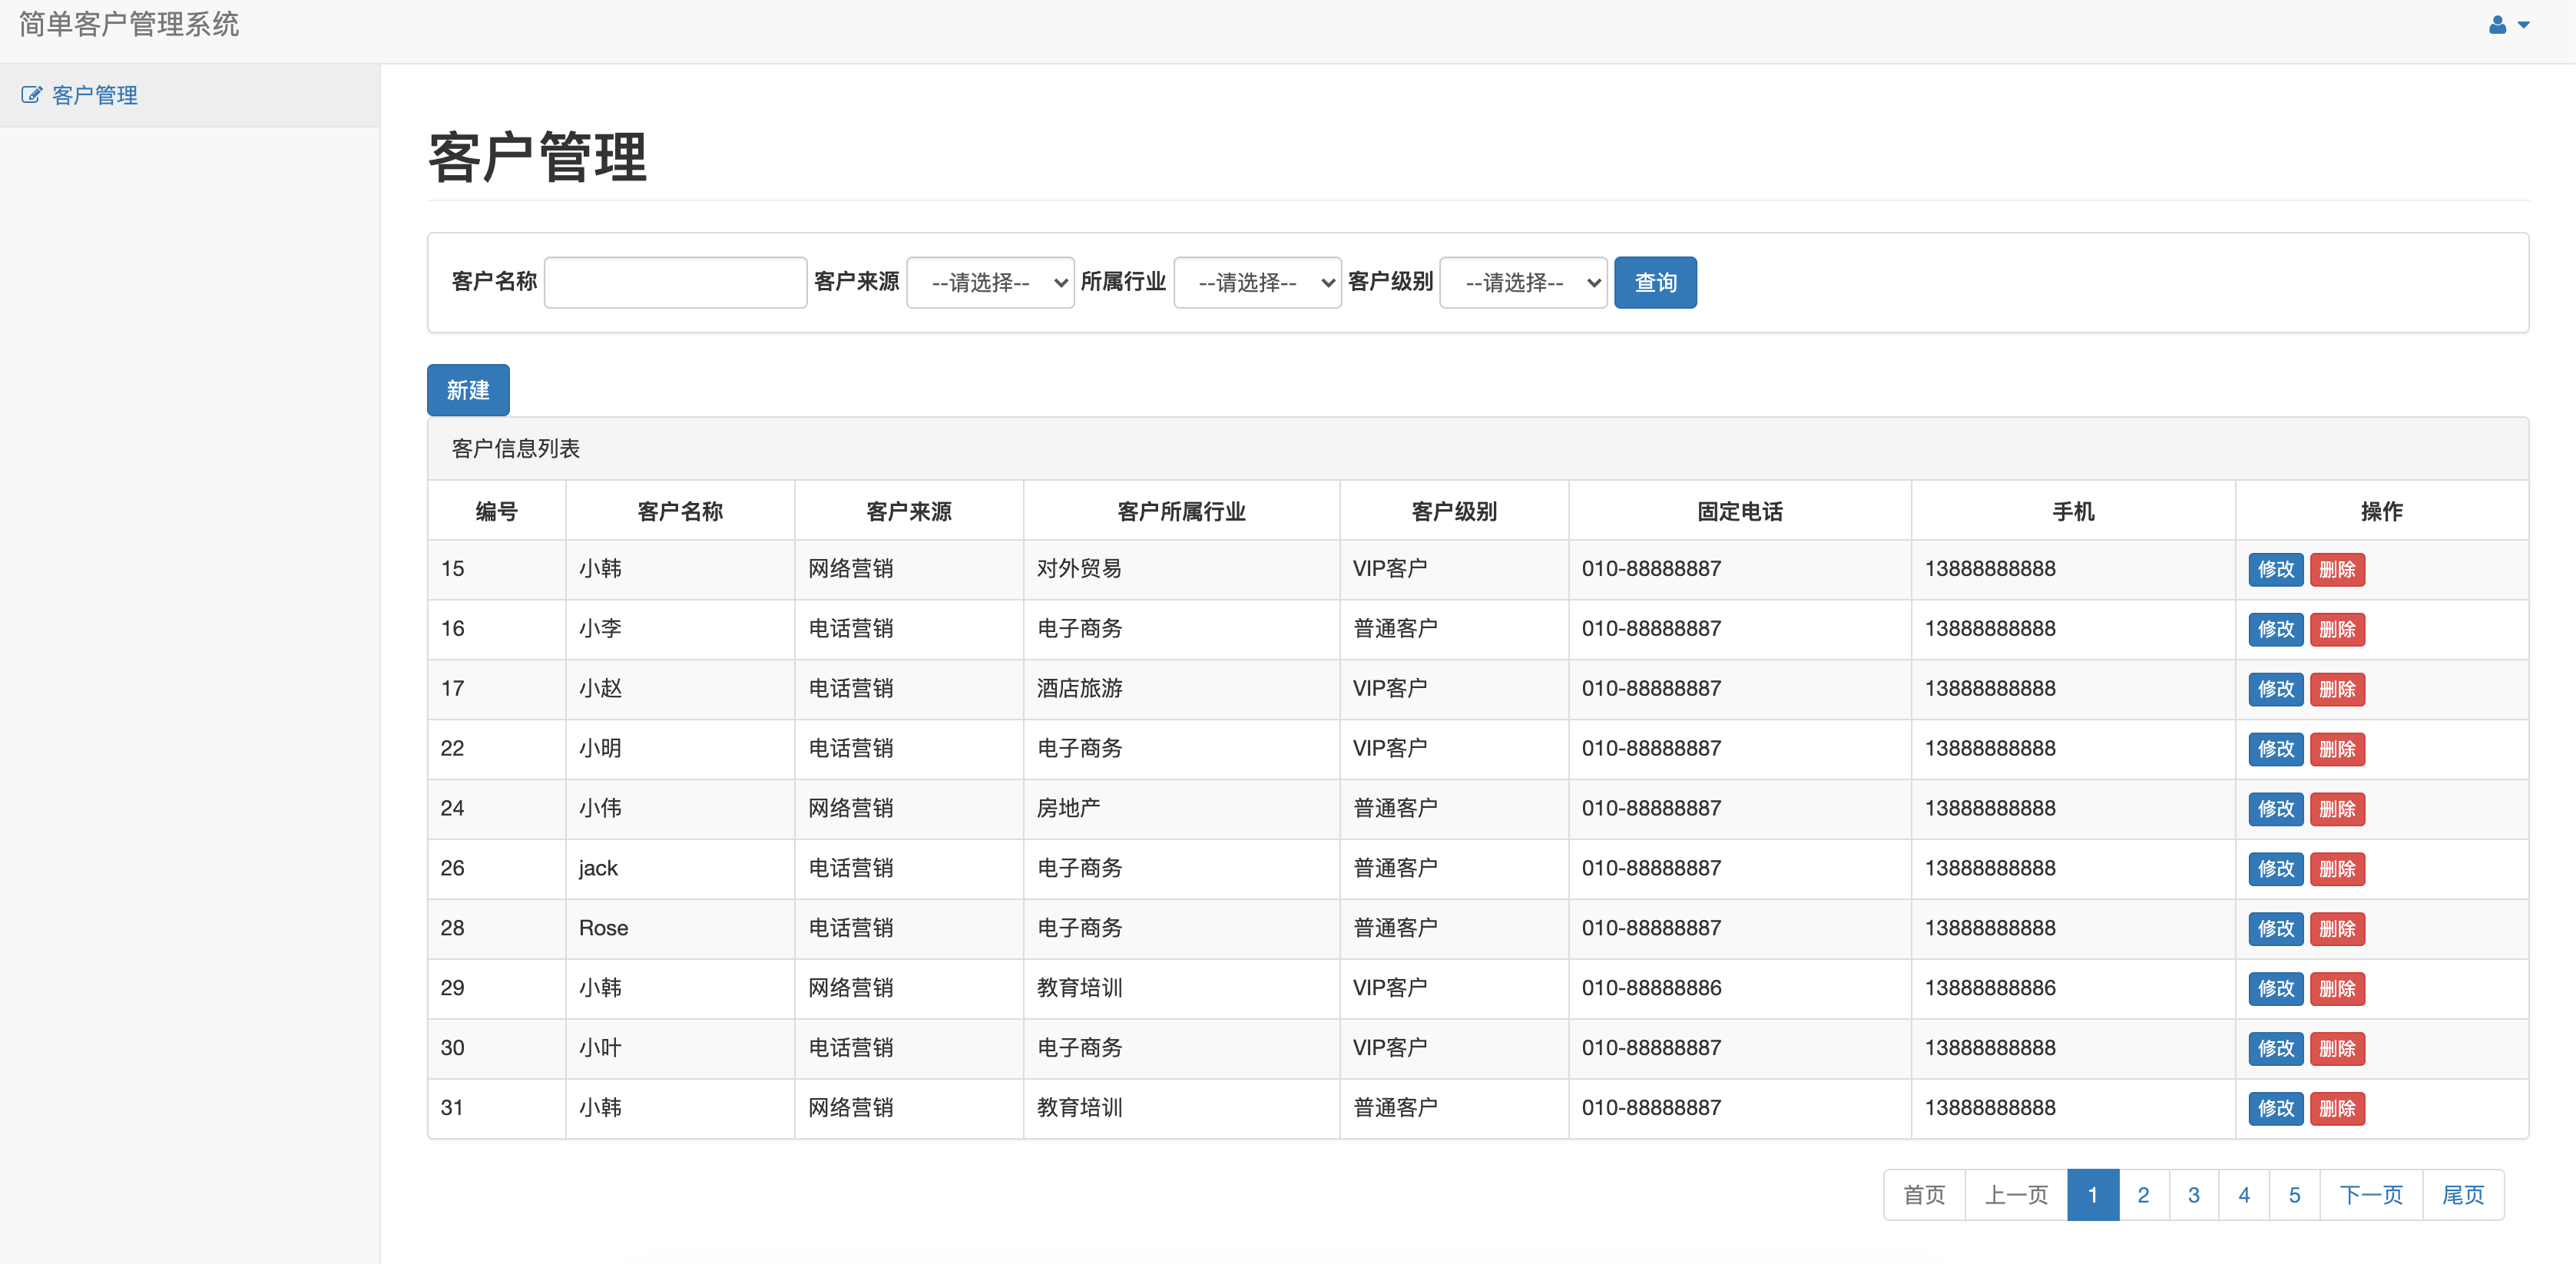 简单客户管理系统
客户管理
客户管理
客户名称 客户来源 --请选择-- 所属行业 --请选择-- 客户级别 --请选择-- 查询
新建
客户信息列表
编号 客户名称 客户来源 客户所属行业 客户级别 固定电话 手机 操作
15 小韩 网络营销 对外贸易 VIP客户 010-88888887 13888888888 修改 删除
16 小李 电话营销 电子商务 普通客户 010-88888887 13888888888 修改 删除
17 小赵 电话营销 酒店旅游 VIP客户 010-88888887 13888888888 修改 删除
22 小明 电话营销 电子商务 VIP客户 010-88888887 13888888888 修改 删除
24 小伟 网络营销 房地产 普通客户 010-88888887 13888888888 修改 删除
26 jack 电话营销 电子商务 普通客户 010-88888887 13888888888 修改 删除
28 Rose 电话营销 电子商务 普通客户 010-88888887 13888888888 修改 删除
29 小韩 网络营销 教育培训 VIP客户 010-88888886 13888888886 修改 删除
30 小叶 电话营销 电子商务 VIP客户 010-88888887 13888888888 修改 删除
31 小韩 网络营销 教育培训 普通客户 010-88888887 13888888888 修改 删除
首页 上一页 1 2 3 4 5 下一页 尾页